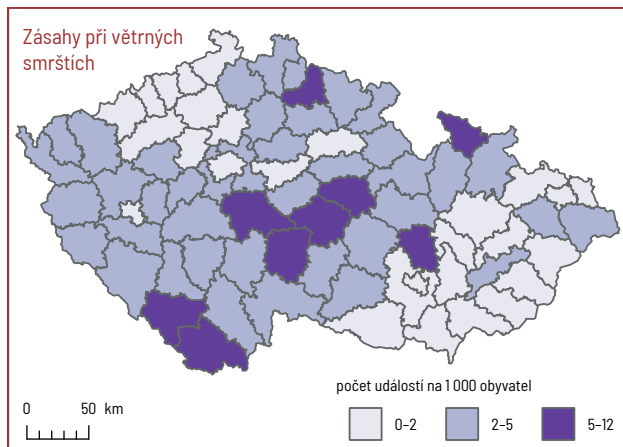 Zásahy při větrných
smrštích
počet událostí na 1 000 obyvatel
0 50 km
0–2 2–5 5–12